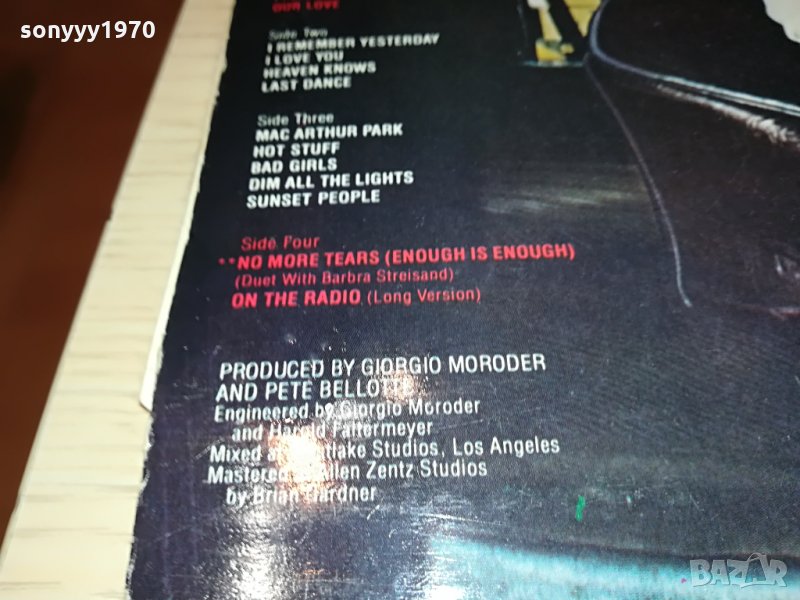 sonyyy1970
OUR LOVE
Side Two
I REMEMBER YESTERDAY
I LOVE YOU
HEAVEN KNOWS
LAST DANCE
Side Three
MAC ARTHUR PARK
HOT STUFF
BAD GIRLS
DIM ALL THE LIGHTS
SUNSET PEOPLE
Side Four
**NO MORE TEARS (ENOUGH IS ENOUGH)
(Duet With Barbra Streisand)
ON THE RADIO (Long Version)
PRODUCED BY GIORGIO MORODER
AND PETE BELLOTTE
Engineered by Giorgio Moroder
and Harold Faltermeyer
Mixed at Westlake Studios, Los Angeles
Mastered at Allen Zentz Studios
by Brian Gardner
BAZAR